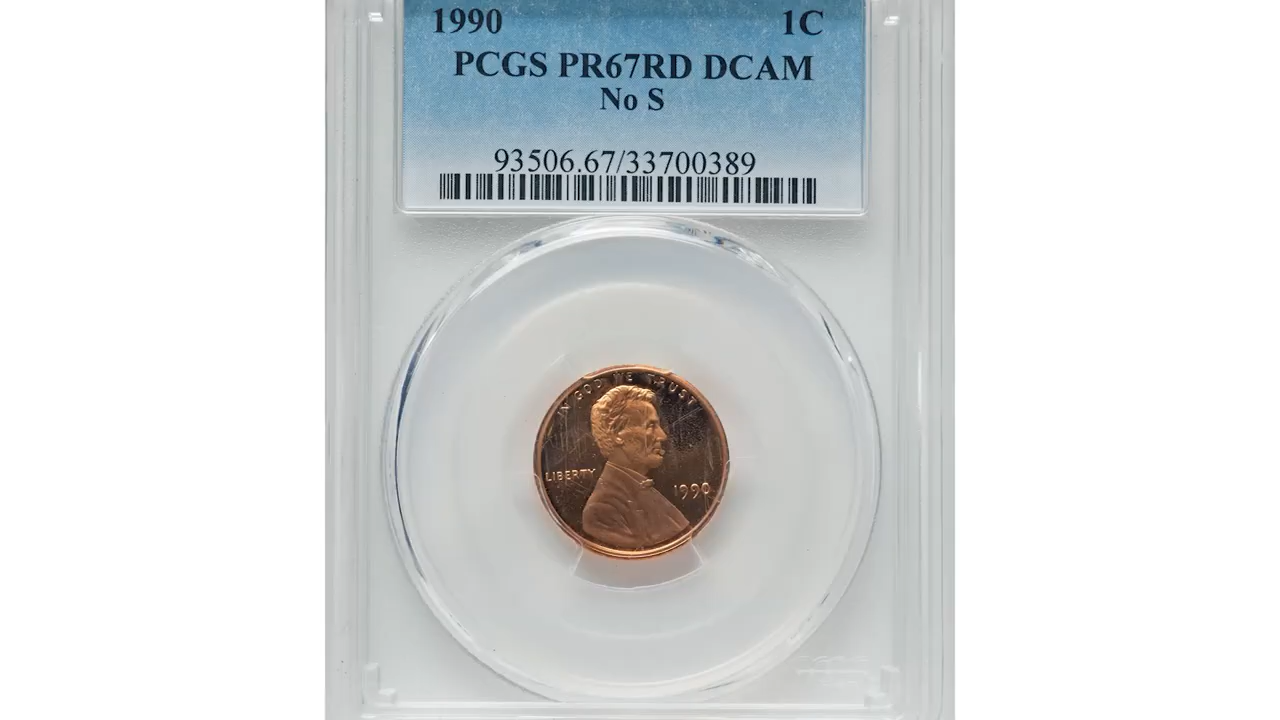 1990 1C
PCGS PR67RD DCAM
No S
93506.67/33700389
IN GOD WE TRUST
LIBERTY
1990